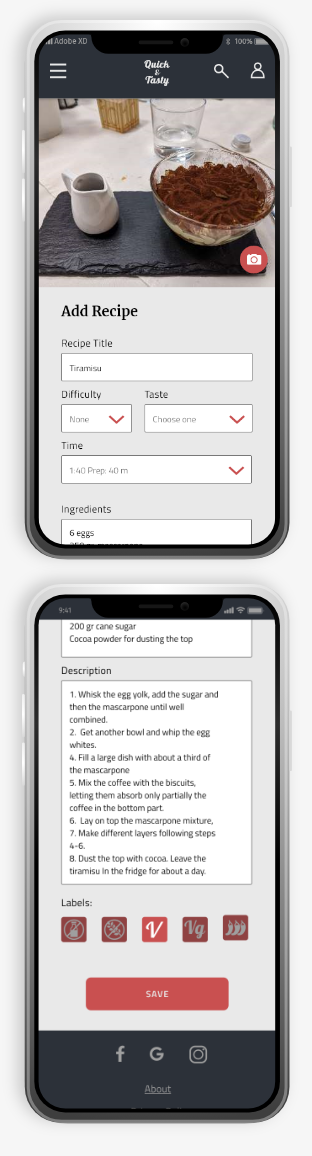 Adobe XD
100%
Quick
&
Tasty
Add Recipe
Recipe Title
Tiramisu
Difficulty
Taste
None
Choose one
Time
1:40 Prep: 40 m
Ingredients
6 eggs
9:41
200 gr cane sugar
Cocoa powder for dusting the top
Description
1. Whisk the egg yolk, add the sugar and
then the mascarpone until well
combined.
2. Get another bowl and whip the egg
whites.
4. Fill a large dish with about a third of
the mascarpone
5. Mix the coffee with the biscuits,
letting them absorb only partially the
coffee in the bottom part.
6. Lay on top the mascarpone mixture,
7. Make different layers following steps
4-6.
8. Dust the top with cocoa. Leave the
tiramisu In the fridge for about a day.
Labels:
V
Vg
SAVE
f
G
About